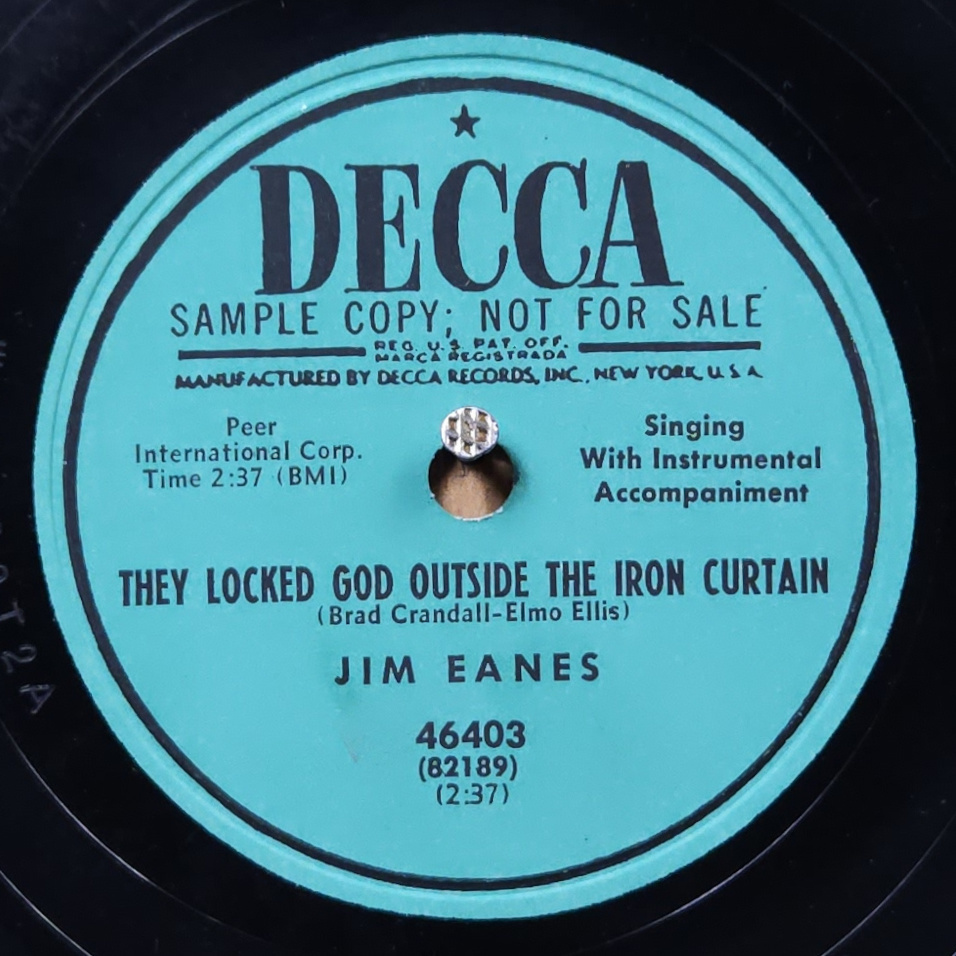 DECCA
SAMPLE COPY; NOT FOR SALE
REG. U.S. PAT. OFF.
MARCA REGISTRADA
MANUFACTURED BY DECCA RECORDS, INC., NEW YORK, U. S. A.
Peer
International Corp.
Time 2:37 (BMI)
Singing
With Instrumental
Accompaniment
THEY LOCKED GOD OUTSIDE THE IRON CURTAIN
(Brad Crandall-Elmo Ellis)
JIM EANES
46403
(82189)
(2:37)
T2A